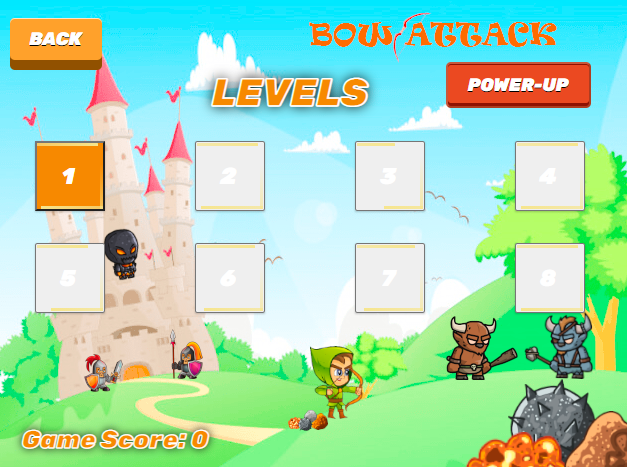 BACK
BOW ATTACK
LEVELS
POWER-UP
1 2 3 4
5 6 7 8
Game Score: 0